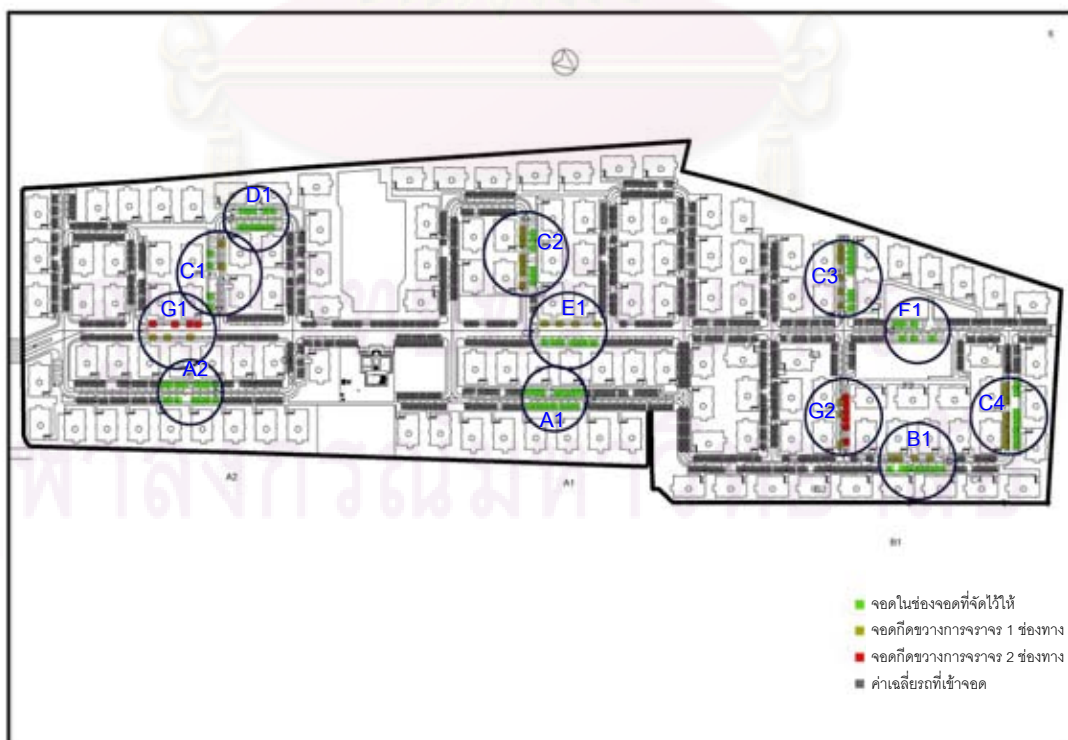 6
D1
C1
C2
C3
G1
E1
F1
A2
A1
G2
C4
B1
A2
A1
B1
จอดในช่องจอดที่จัดไว้ให้
จอดกีดขวางการจราจร 1 ช่องทาง
จอดกีดขวางการจราจร 2 ช่องทาง
ค่าเฉลี่ยรถที่เข้าจอด